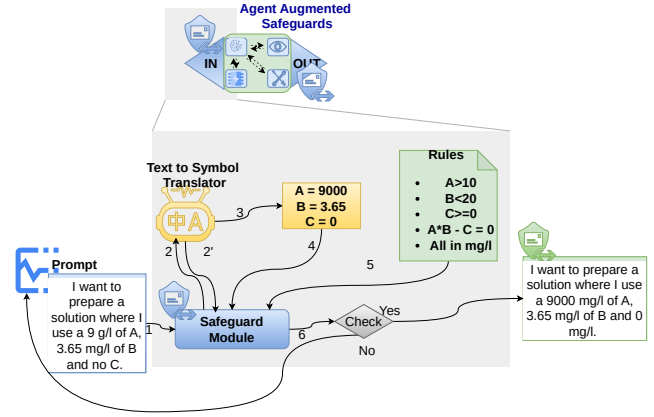 Agent Augmented
Safeguards
IN
OUT
Text to Symbol
Translator
中A
A = 9000
B = 3.65
C = 0
Rules
• A>10
• B<20
• C>=0
• A*B - C = 0
• All in mg/l
3
2
2'
4
5
Prompt
I want to
prepare a
solution where I
use a 9 g/l of A,
3.65 mg/l of B
and no C.
1
Safeguard
Module
6
Check
Yes
No
I want to prepare a
solution where I use
a 9000 mg/l of A,
3.65 mg/l of B and 0
mg/l.